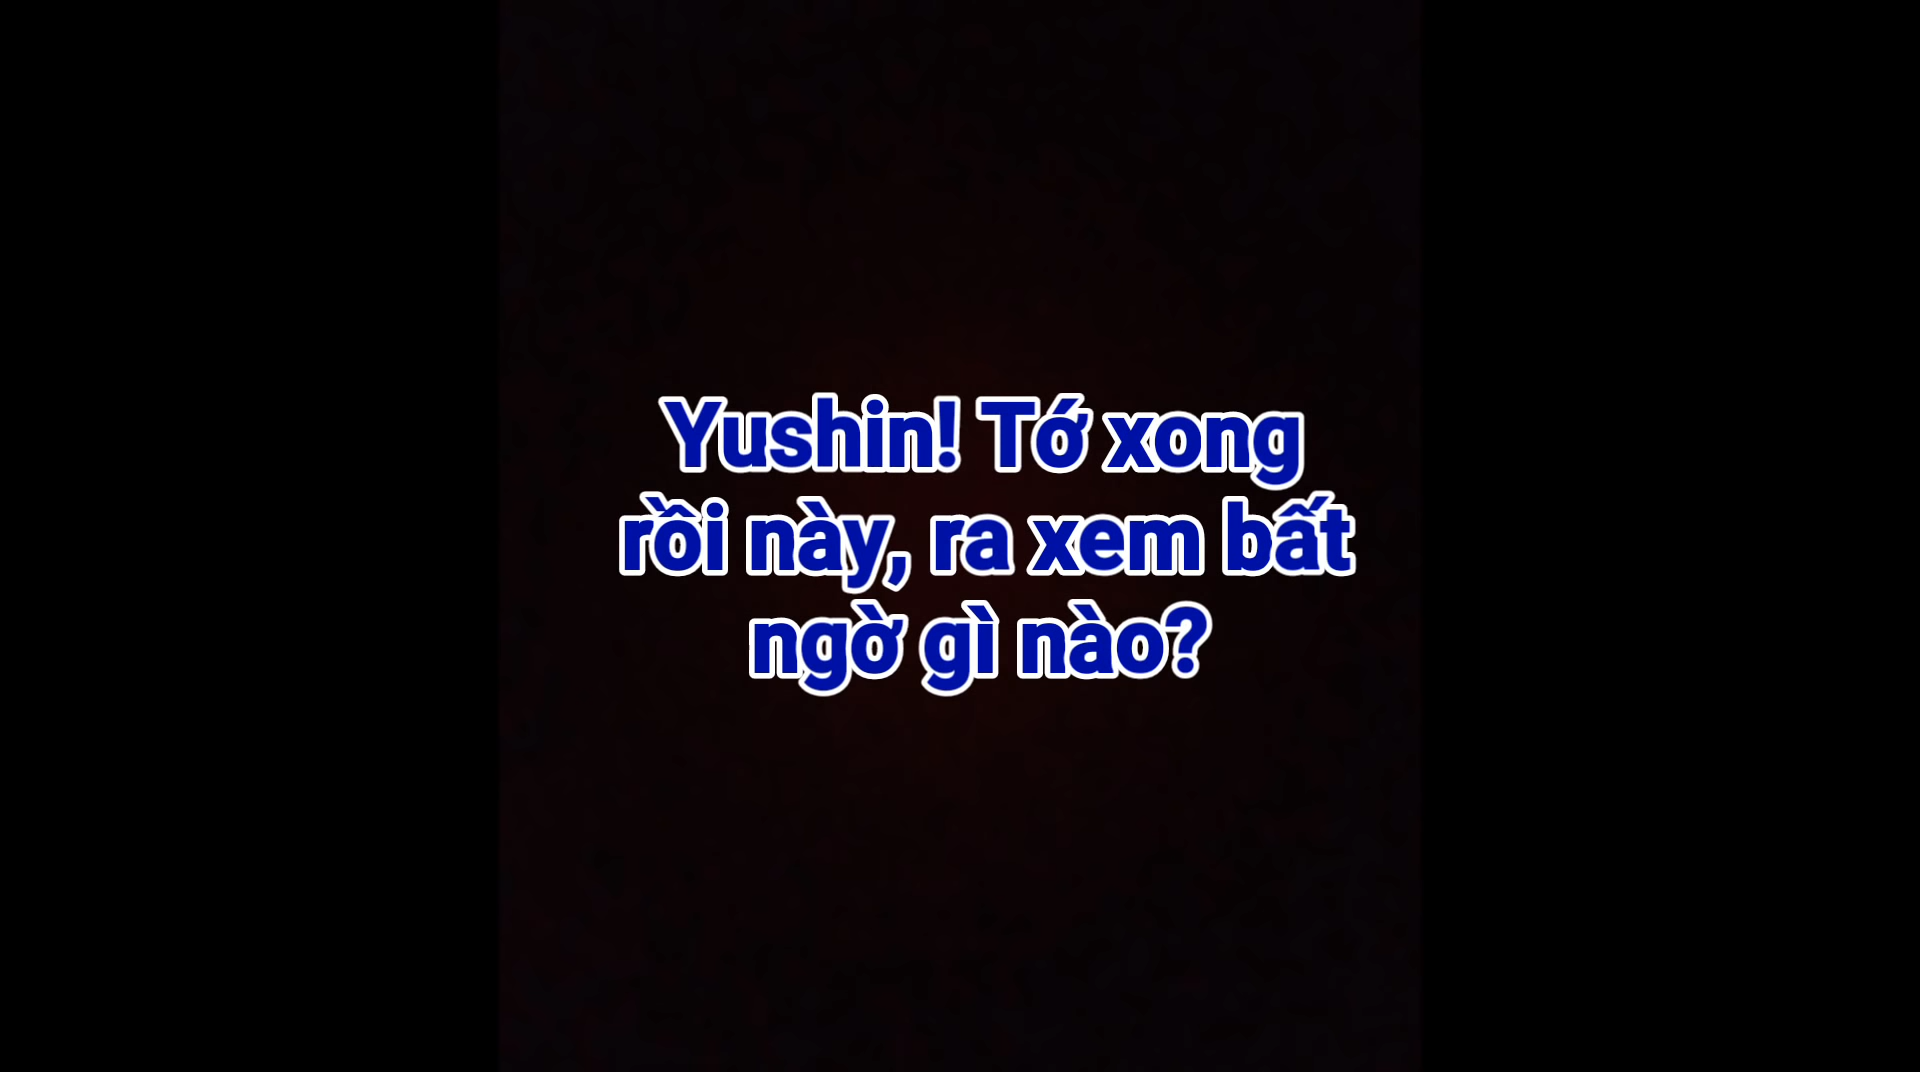 Yushin! Tớ xong
rồi này, ra xem bất
ngờ gì nào?